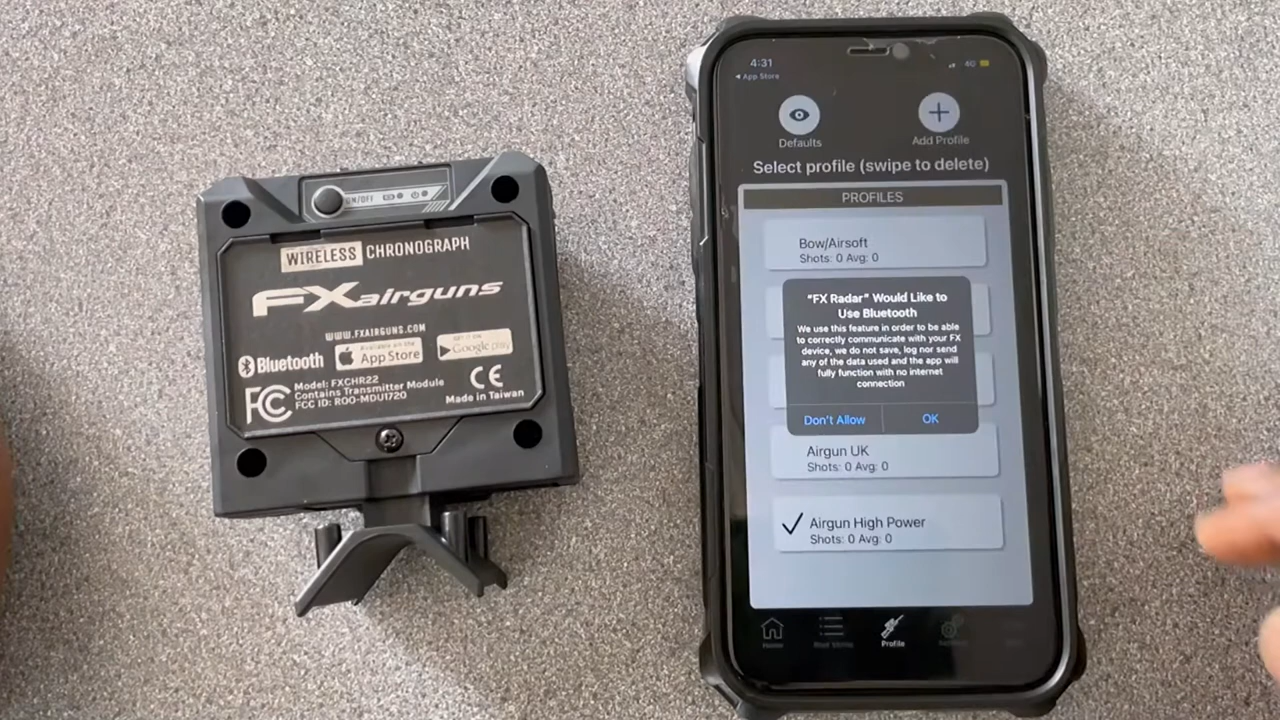 ON/OFF
WIRELESS CHRONOGRAPH
FX airguns
WWW.FXAIRGUNS.COM
Bluetooth
Available on the
App Store
GET IT ON
Google play
FC
Model: FXCHR22
Contains Transmitter Module
FCC ID: ROO-MDU1720
CE
Made in Taiwan
4:31
4G
◀ App Store
Defaults
Add Profile
Select profile (swipe to delete)
PROFILES
Bow/Airsoft
Shots: 0 Avg: 0
"FX Radar" Would Like to
Use Bluetooth
We use this feature in order to be able
to correctly communicate with your FX
device, we do not save, log nor send
any of the data used and the app will
fully function with no internet
connection
Don't Allow
OK
Airgun UK
Shots: 0 Avg: 0
Airgun High Power
Shots: 0 Avg: 0
Home
Profile